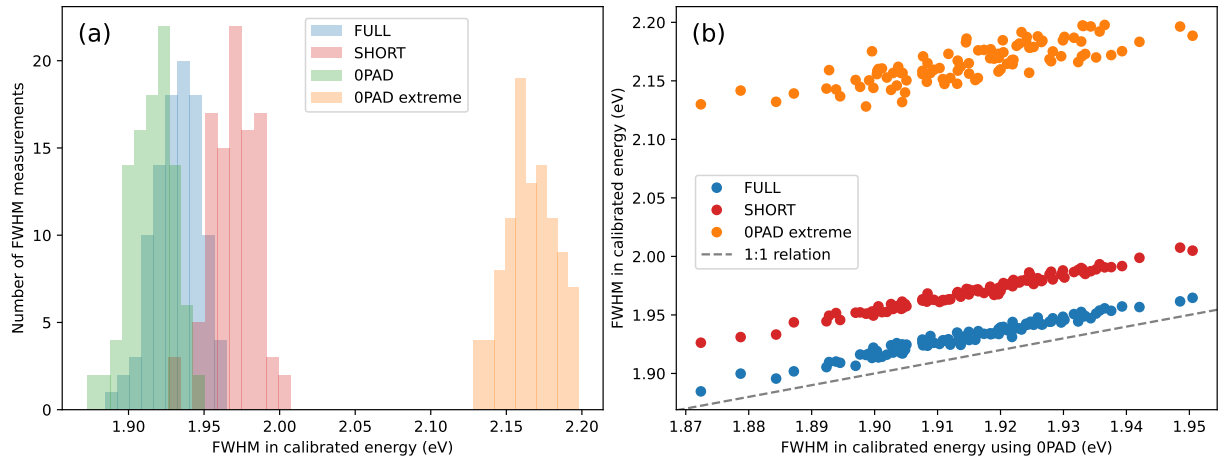 (a)
FULL
SHORT
0PAD
0PAD extreme
Number of FWHM measurements
0
5
10
15
20
1.90
1.95
2.00
2.05
2.10
2.15
2.20
FWHM in calibrated energy (eV)
(b)
FULL
SHORT
0PAD extreme
1:1 relation
FWHM in calibrated energy (eV)
2.20
2.15
2.10
2.05
2.00
1.95
1.90
1.87
1.88
1.89
1.90
1.91
1.92
1.93
1.94
1.95
FWHM in calibrated energy using 0PAD (eV)